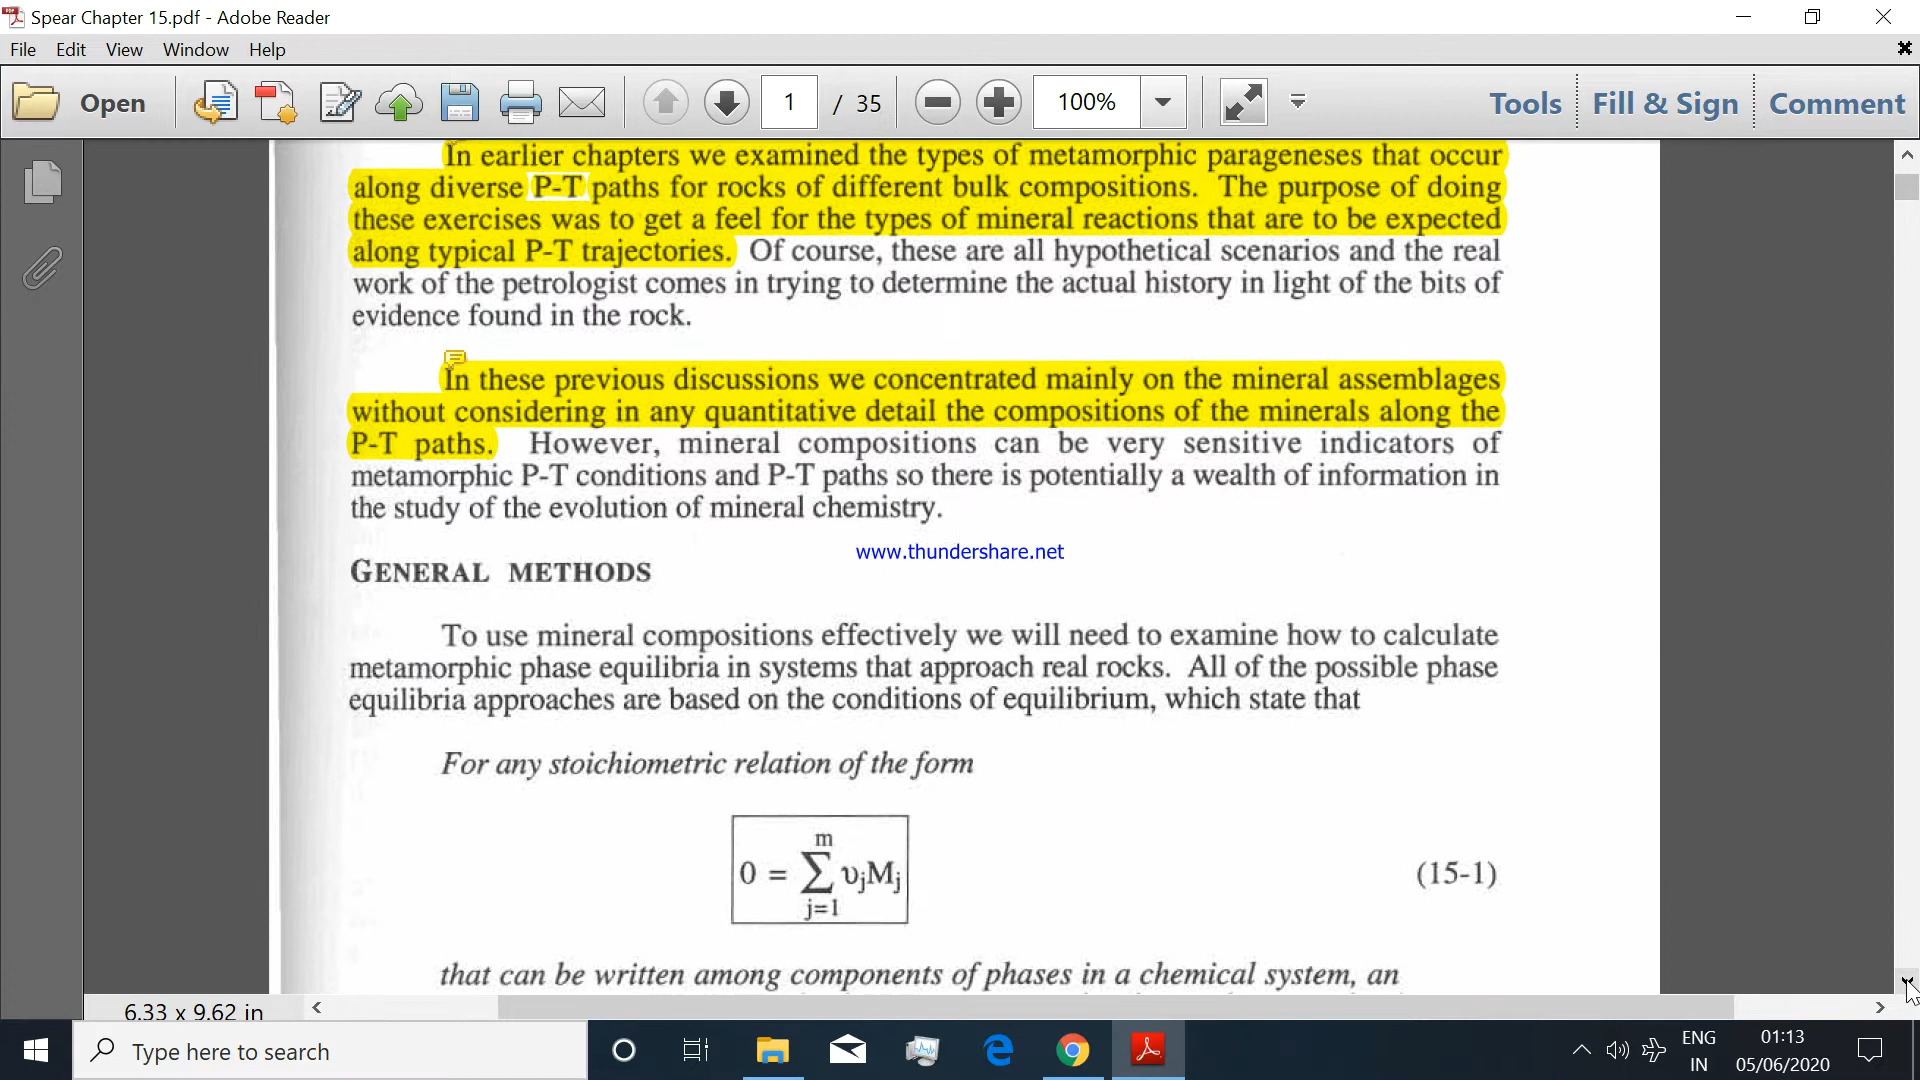 Spear Chapter 15.pdf - Adobe Reader
File Edit View Window Help
Open 1 / 35 100% Tools Fill & Sign Comment
In earlier chapters we examined the types of metamorphic parageneses that occur
along diverse P-T paths for rocks of different bulk compositions. The purpose of doing
these exercises was to get a feel for the types of mineral reactions that are to be expected
along typical P-T trajectories. Of course, these are all hypothetical scenarios and the real
work of the petrologist comes in trying to determine the actual history in light of the bits of
evidence found in the rock.
In these previous discussions we concentrated mainly on the mineral assemblages
without considering in any quantitative detail the compositions of the minerals along the
P-T paths. However, mineral compositions can be very sensitive indicators of
metamorphic P-T conditions and P-T paths so there is potentially a wealth of information in
the study of the evolution of mineral chemistry.
www.thundershare.net
GENERAL METHODS
To use mineral compositions effectively we will need to examine how to calculate
metamorphic phase equilibria in systems that approach real rocks. All of the possible phase
equilibria approaches are based on the conditions of equilibrium, which state that
For any stoichiometric relation of the form
m
0 = ∑ υjMj (15-1)
j=1
that can be written among components of phases in a chemical system, an
6.33 x 9.62 in
Type here to search
ENG 01:13
IN 05/06/2020